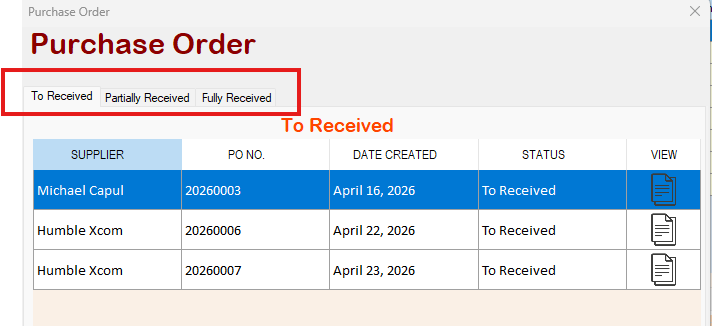 Purchase Order
Purchase Order
To Received Partially Received Fully Received
To Received
SUPPLIER PO NO. DATE CREATED STATUS VIEW
Michael Capul 20260003 April 16, 2026 To Received
Humble Xcom 20260006 April 22, 2026 To Received
Humble Xcom 20260007 April 23, 2026 To Received